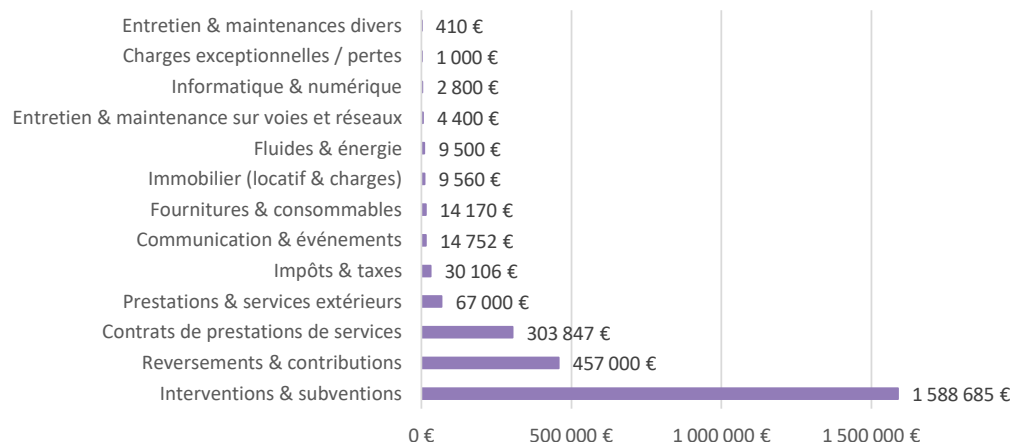 Entretien & maintenances divers 410 €
Charges exceptionnelles / pertes 1 000 €
Informatique & numérique 2 800 €
Entretien & maintenance sur voies et réseaux 4 400 €
Fluides & énergie 9 500 €
Immobilier (locatif & charges) 9 560 €
Fournitures & consommables 14 170 €
Communication & événements 14 752 €
Impôts & taxes 30 106 €
Prestations & services extérieurs 67 000 €
Contrats de prestations de services 303 847 €
Reversements & contributions 457 000 €
Interventions & subventions 1 588 685 €
0 € 500 000 € 1 000 000 € 1 500 000 €